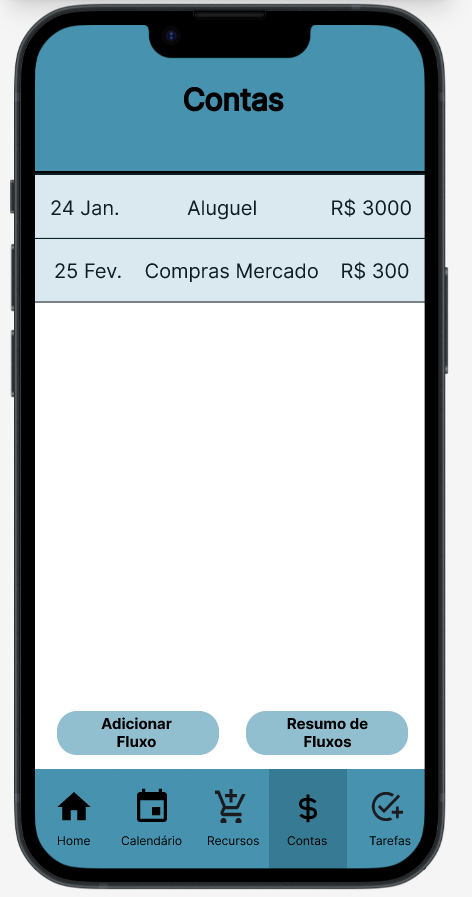 Contas
24 Jan. Aluguel R$ 3000
25 Fev. Compras Mercado R$ 300
Adicionar
Fluxo
Resumo de
Fluxos
Home Calendário Recursos Contas Tarefas